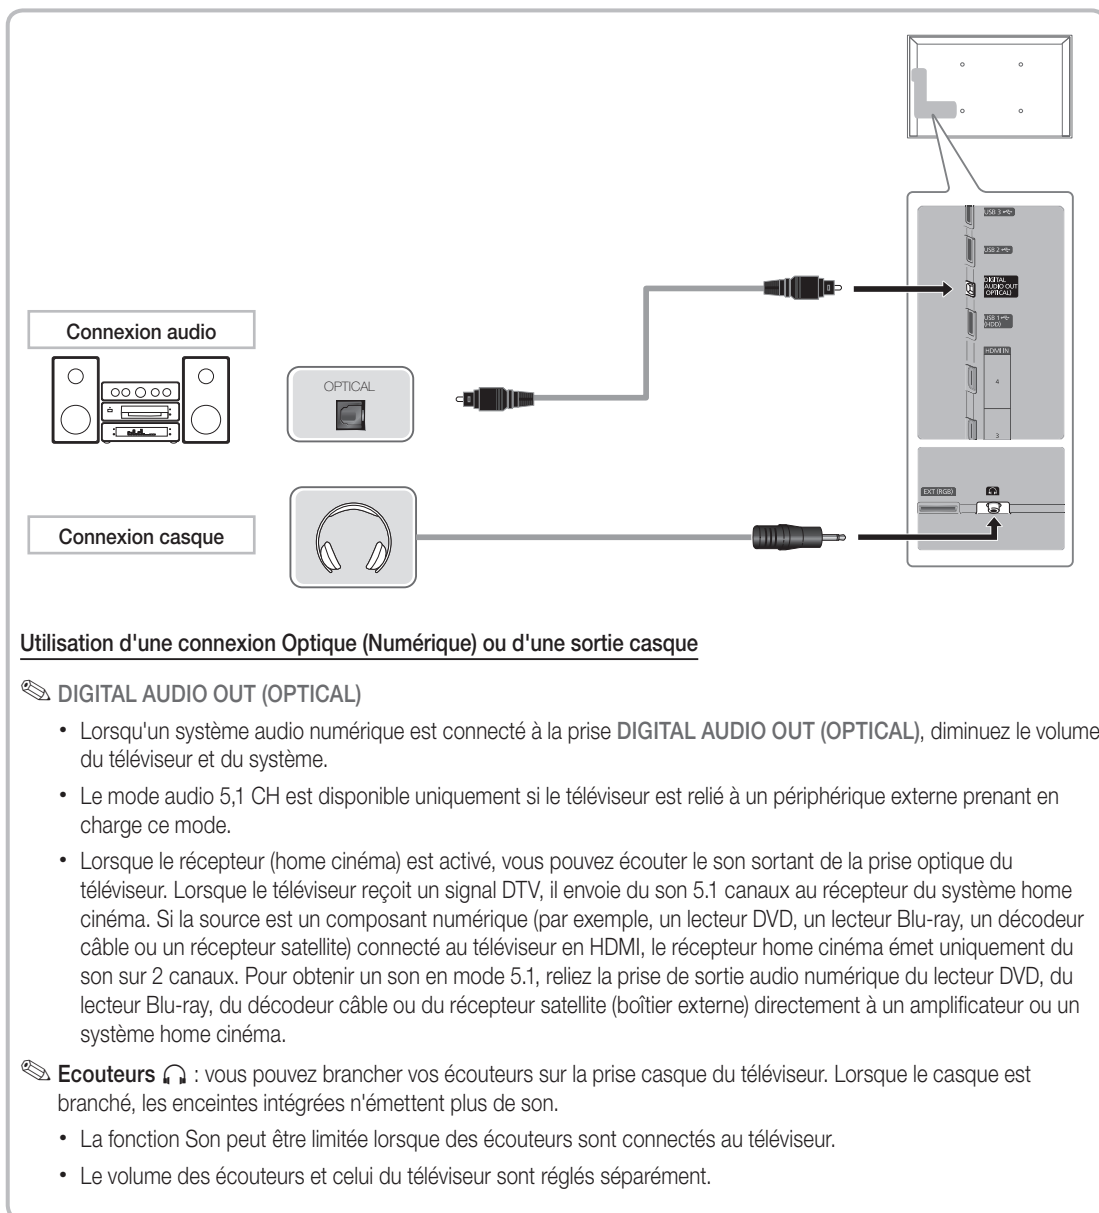 USB 3
USB 2
DIGITAL
AUDIO OUT
(OPTICAL)
USB 1
(HDD)
HDMI IN
4
3
Connexion audio
OPTICAL
EXT (RGB)
Connexion casque
Utilisation d'une connexion Optique (Numérique) ou d'une sortie casque
DIGITAL AUDIO OUT (OPTICAL)
• Lorsqu'un système audio numérique est connecté à la prise DIGITAL AUDIO OUT (OPTICAL), diminuez le volume
du téléviseur et du système.
• Le mode audio 5,1 CH est disponible uniquement si le téléviseur est relié à un périphérique externe prenant en
charge ce mode.
• Lorsque le récepteur (home cinéma) est activé, vous pouvez écouter le son sortant de la prise optique du
téléviseur. Lorsque le téléviseur reçoit un signal DTV, il envoie du son 5.1 canaux au récepteur du système home
cinéma. Si la source est un composant numérique (par exemple, un lecteur DVD, un lecteur Blu-ray, un décodeur
câble ou un récepteur satellite) connecté au téléviseur en HDMI, le récepteur home cinéma émet uniquement du
son sur 2 canaux. Pour obtenir un son en mode 5.1, reliez la prise de sortie audio numérique du lecteur DVD, du
lecteur Blu-ray, du décodeur câble ou du récepteur satellite (boîtier externe) directement à un amplificateur ou un
système home cinéma.
Ecouteurs : vous pouvez brancher vos écouteurs sur la prise casque du téléviseur. Lorsque le casque est
branché, les enceintes intégrées n'émettent plus de son.
• La fonction Son peut être limitée lorsque des écouteurs sont connectés au téléviseur.
• Le volume des écouteurs et celui du téléviseur sont réglés séparément.